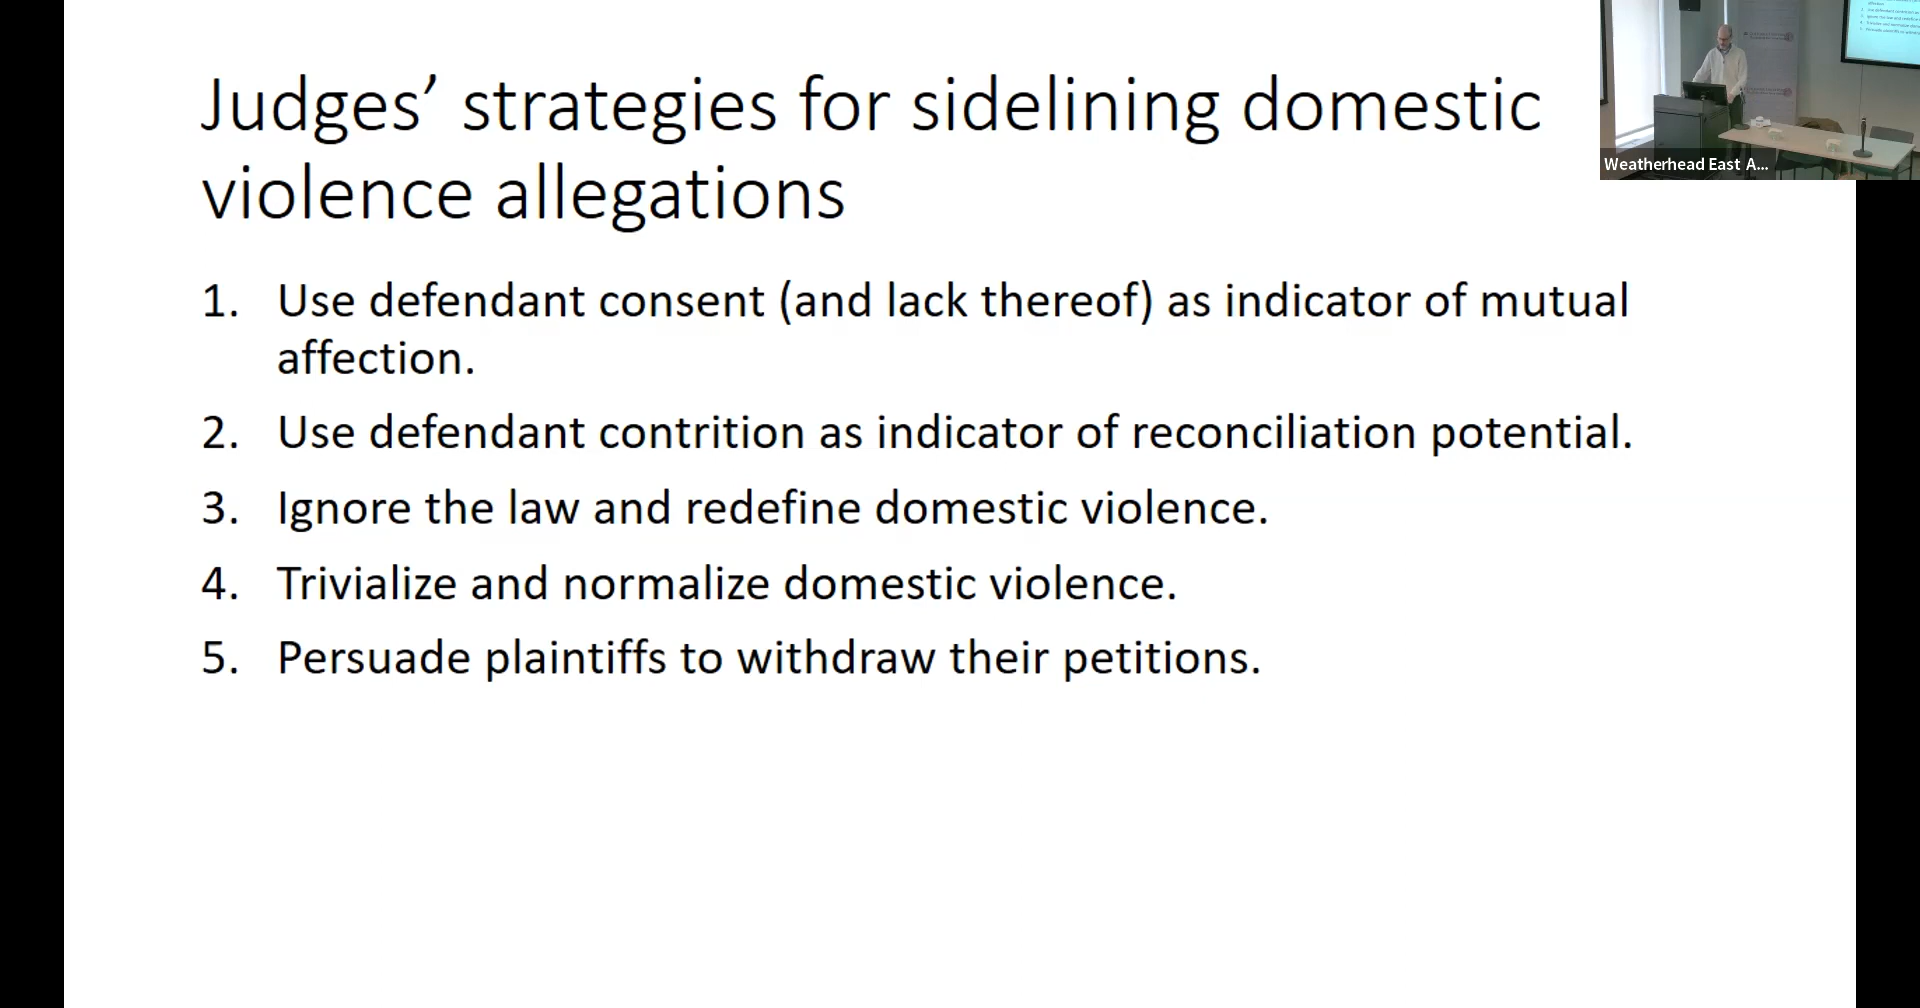 Judges’ strategies for sidelining domestic
violence allegations
1. Use defendant consent (and lack thereof) as indicator of mutual
affection.
2. Use defendant contrition as indicator of reconciliation potential.
3. Ignore the law and redefine domestic violence.
4. Trivialize and normalize domestic violence.
5. Persuade plaintiffs to withdraw their petitions.
Weatherhead East A...